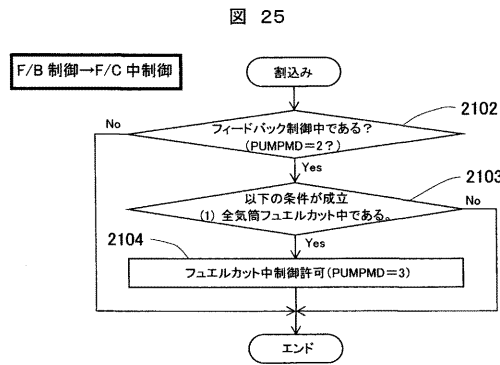 図 25
F/B 制御→F/C 中制御
割込み
2102
フィードバック制御中である?
(PUMPMD=2?)
No
Yes
2103
以下の条件が成立
(1) 全気筒フュエルカット中である。
No
Yes
2104
フュエルカット中制御許可(PUMPMD=3)
エンド